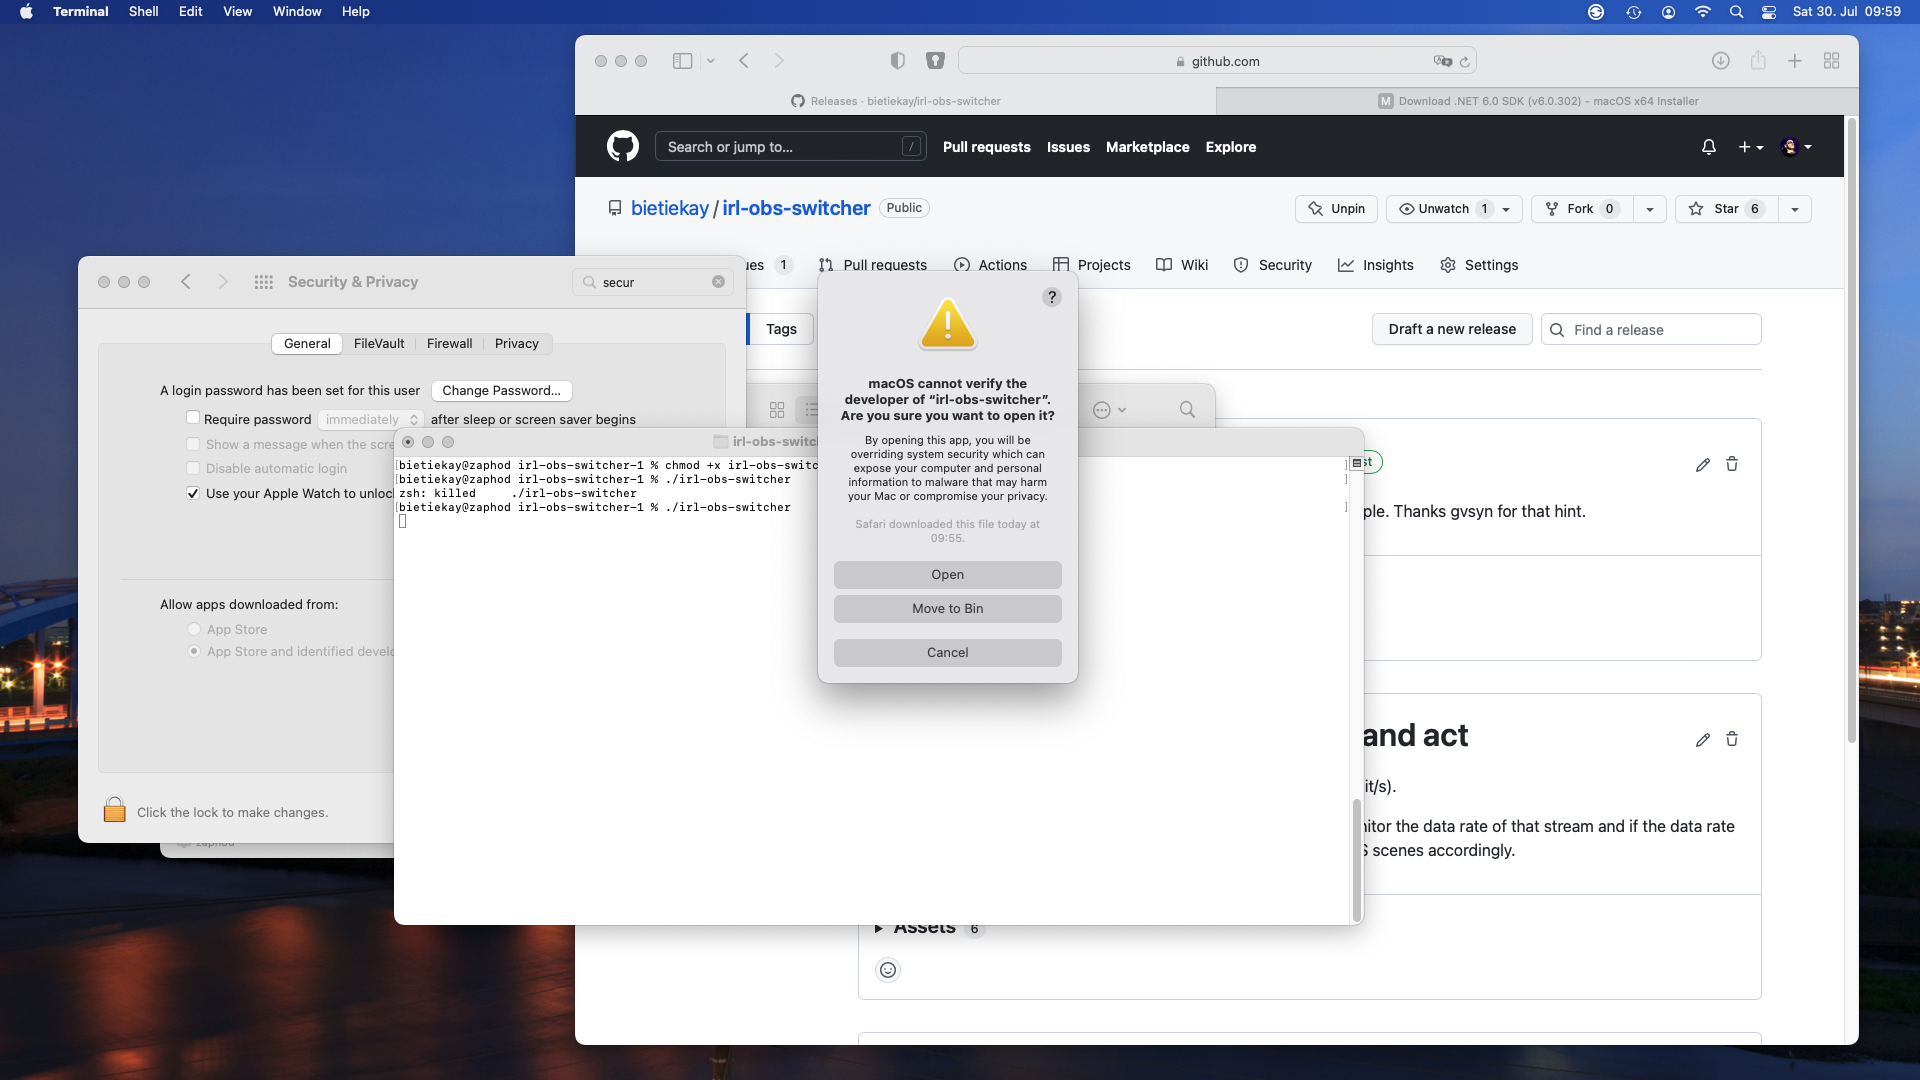 Terminal Shell Edit View Window Help
Sat 30. Jul 09:59
github.com
Releases · bietiekay/irl-obs-switcher
M Download .NET 6.0 SDK (v6.0.302) - macOS x64 Installer
Search or jump to... /
Pull requests Issues Marketplace Explore
bietiekay / irl-obs-switcher Public
Unpin
Unwatch 1
Fork 0
Star 6
ues 1
Pull requests
Actions
Projects
Wiki
Security
Insights
Settings
Tags
Draft a new release
Find a release
ple. Thanks gvsyn for that hint.
and act
it/s).
itor the data rate of that stream and if the data rate
S scenes accordingly.
Assets 6
Security & Privacy
secur
General FileVault Firewall Privacy
A login password has been set for this user
Change Password...
Require password immediately after sleep or screen saver begins
Show a message when the scre
Disable automatic login
Use your Apple Watch to unloc
Allow apps downloaded from:
App Store
App Store and identified develo
Click the lock to make changes.
zaphod
irl-obs-switc
[bietiekay@zaphod irl-obs-switcher-1 % chmod +x irl-obs-switc ]
[bietiekay@zaphod irl-obs-switcher-1 % ./irl-obs-switcher ]
zsh: killed ./irl-obs-switcher
[bietiekay@zaphod irl-obs-switcher-1 % ./irl-obs-switcher ]
?
macOS cannot verify the
developer of “irl-obs-switcher”.
Are you sure you want to open it?
By opening this app, you will be
overriding system security which can
expose your computer and personal
information to malware that may harm
your Mac or compromise your privacy.
Safari downloaded this file today at
09:55.
Open
Move to Bin
Cancel